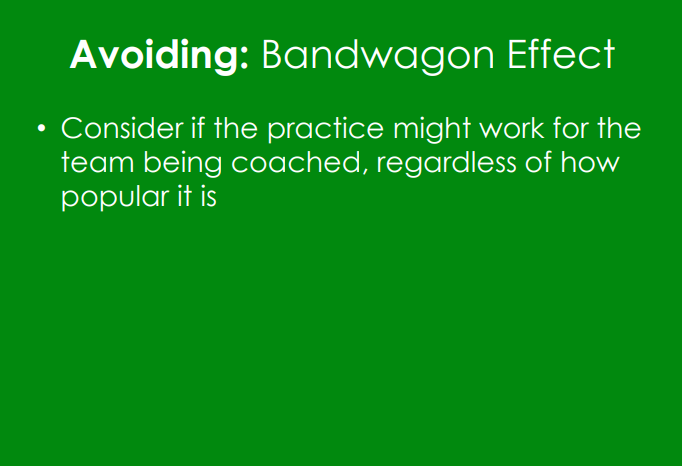 Avoiding: Bandwagon Effect
• Consider if the practice might work for the
team being coached, regardless of how
popular it is